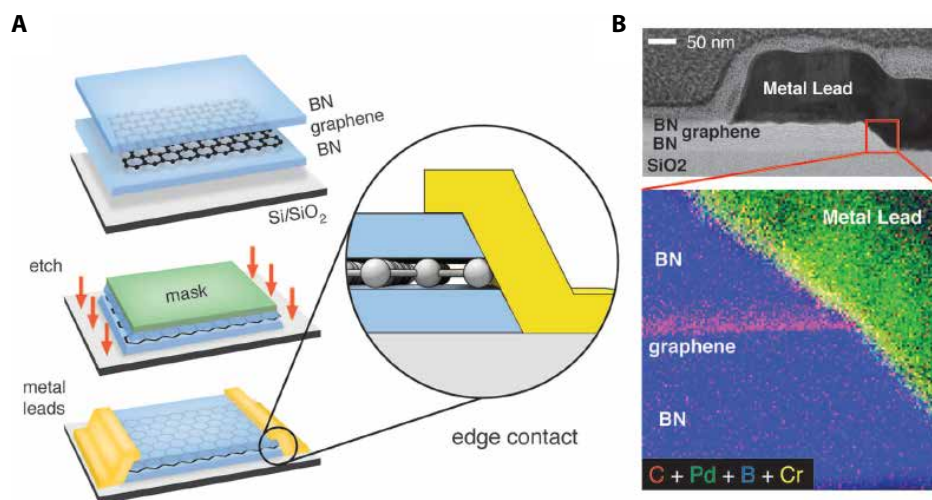 A
BN
graphene
BN
Si/SiO2
etch
mask
metal
leads
edge contact
B
50 nm
Metal Lead
BN
graphene
BN
SiO2
Metal Lead
BN
graphene
BN
C + Pd + B + Cr